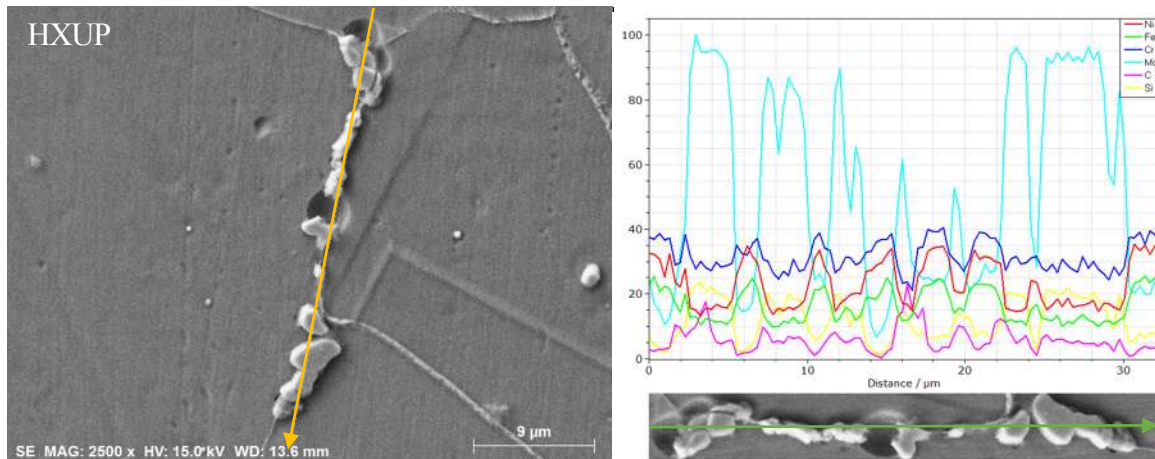 HXUP
9 µm
SE MAG: 2500 x HV: 15.0 kV WD: 13.6 mm
100
80
60
40
20
0
0
10
20
30
Distance / µm
Ni
Fe
Cr
Mo
C
Si